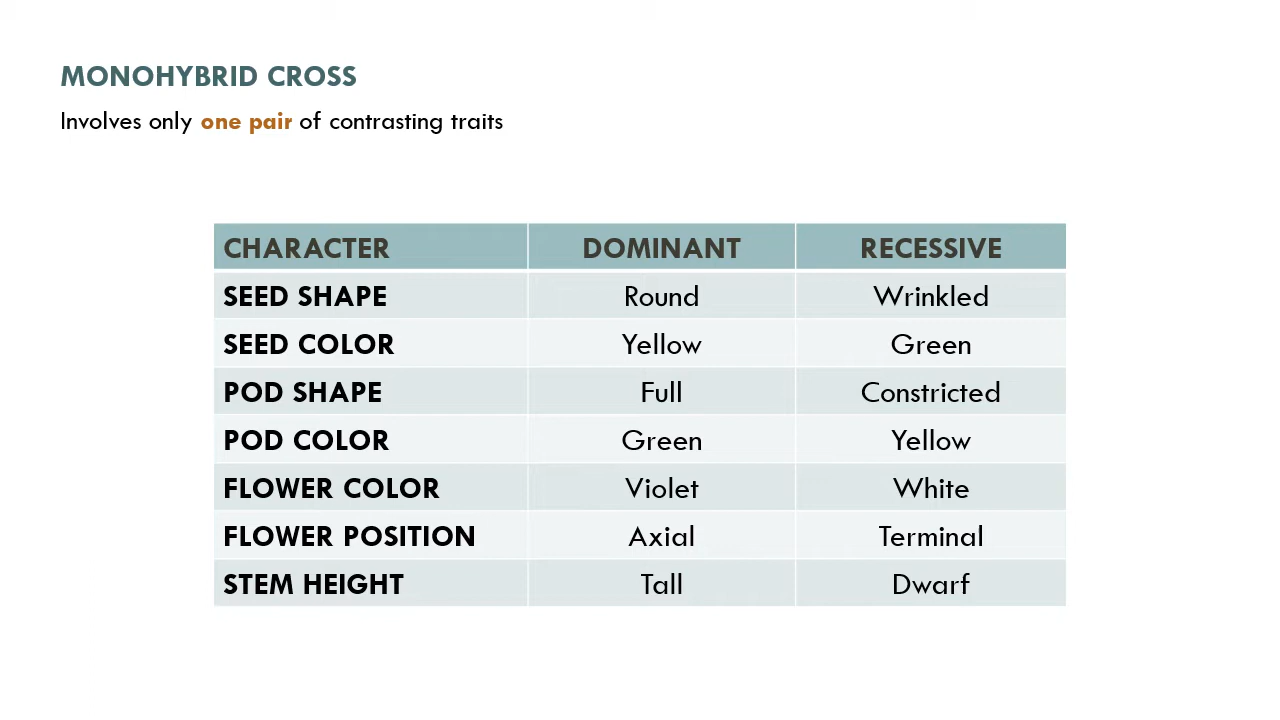 MONOHYBRID CROSS
Involves only one pair of contrasting traits
CHARACTER DOMINANT RECESSIVE
SEED SHAPE Round Wrinkled
SEED COLOR Yellow Green
POD SHAPE Full Constricted
POD COLOR Green Yellow
FLOWER COLOR Violet White
FLOWER POSITION Axial Terminal
STEM HEIGHT Tall Dwarf